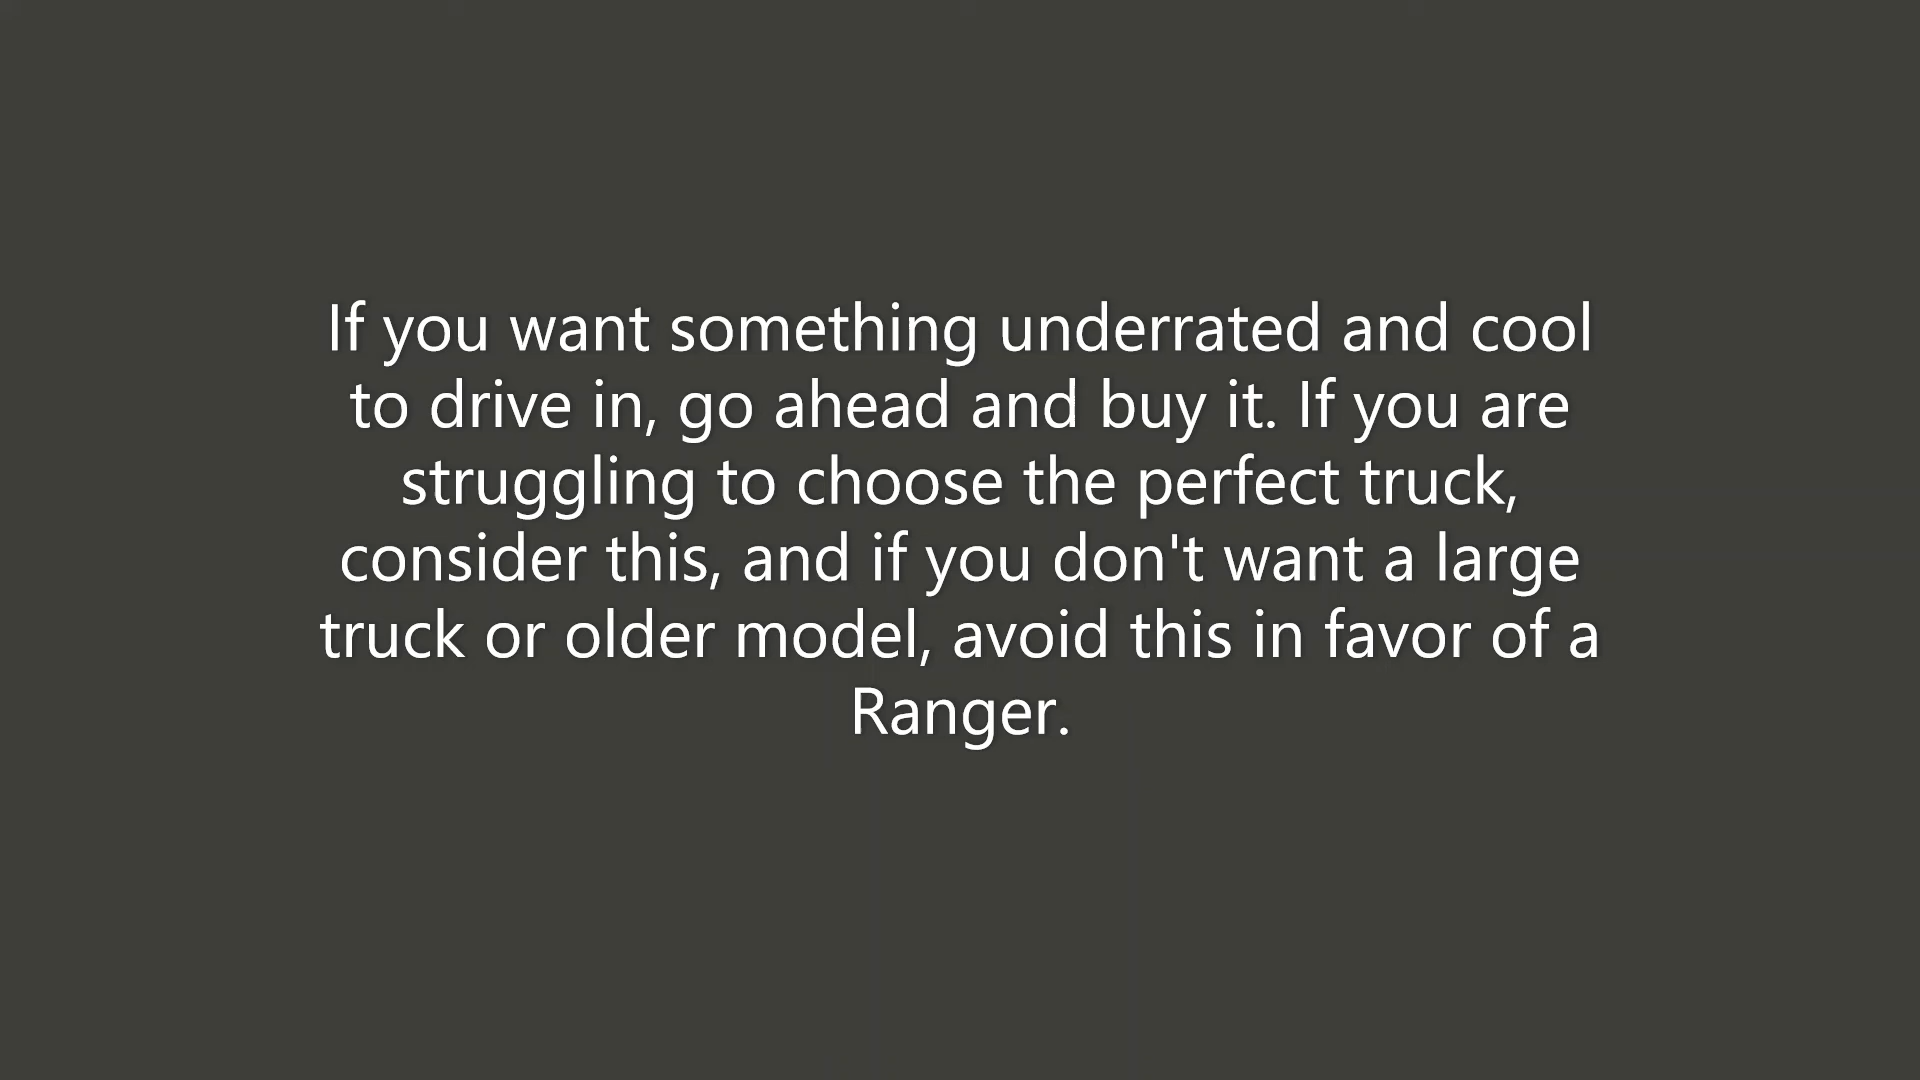 If you want something underrated and cool
to drive in, go ahead and buy it. If you are
struggling to choose the perfect truck,
consider this, and if you don't want a large
truck or older model, avoid this in favor of a
Ranger.